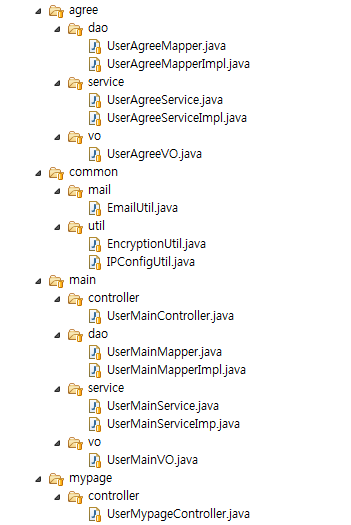 agree
dao
UserAgreeMapper.java
UserAgreeMapperImpl.java
service
UserAgreeService.java
UserAgreeServiceImpl.java
vo
UserAgreeVO.java
common
mail
EmailUtil.java
util
EncryptionUtil.java
IPConfigUtil.java
main
controller
UserMainController.java
dao
UserMainMapper.java
UserMainMapperImpl.java
service
UserMainService.java
UserMainServiceImp.java
vo
UserMainVO.java
mypage
controller
UserMypageController.java